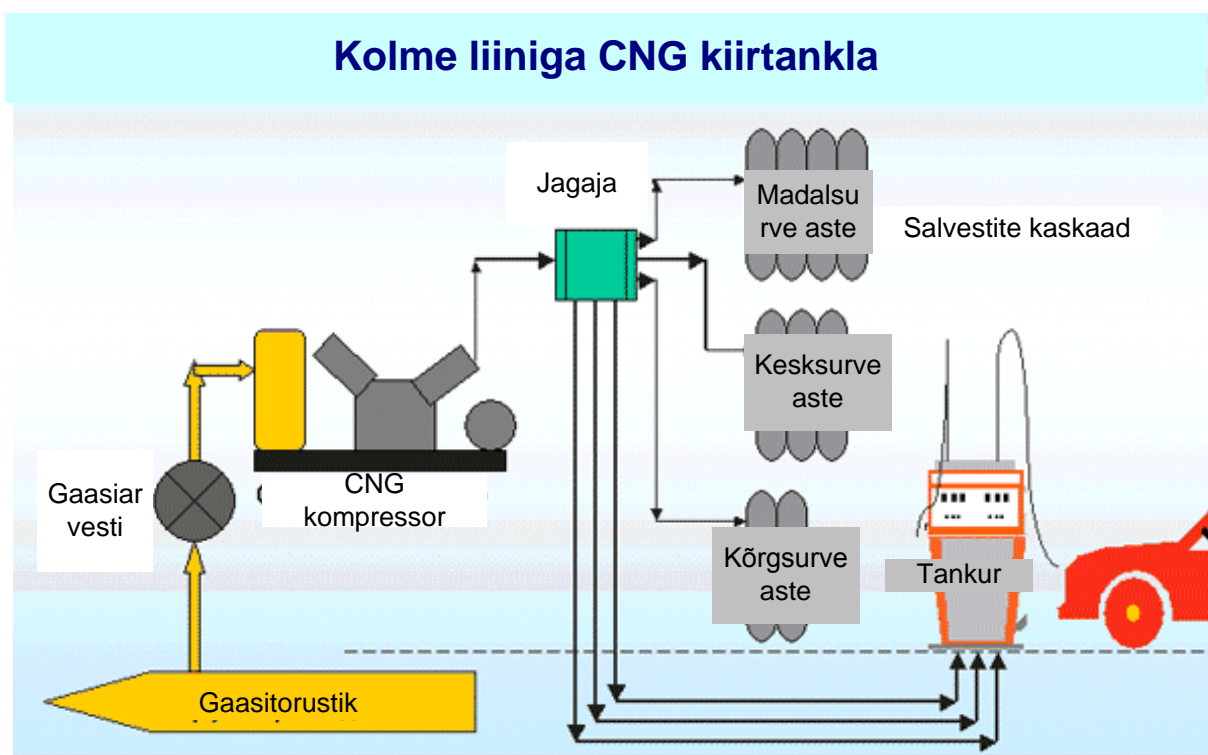 Kolme liiniga CNG kiirtankla
Jagaja
Madalsu
rve aste
Salvestite kaskaad
Kesksurve
aste
Gaasiar
vesti
CNG
kompressor
Kõrgsurve
aste
Tankur
Gaasitorustik